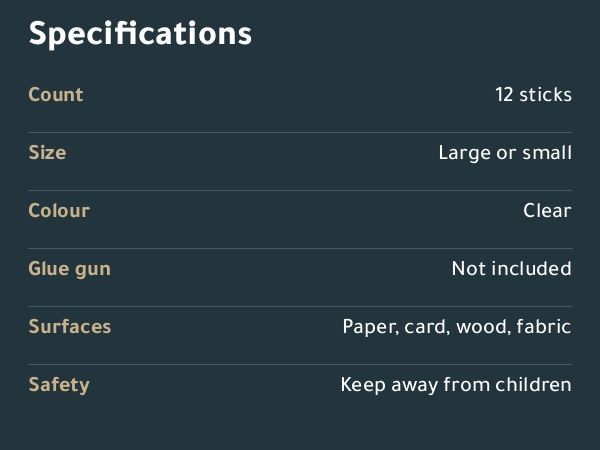 Specifications
Count 12 sticks
Size Large or small
Colour Clear
Glue gun Not included
Surfaces Paper, card, wood, fabric
Safety Keep away from children